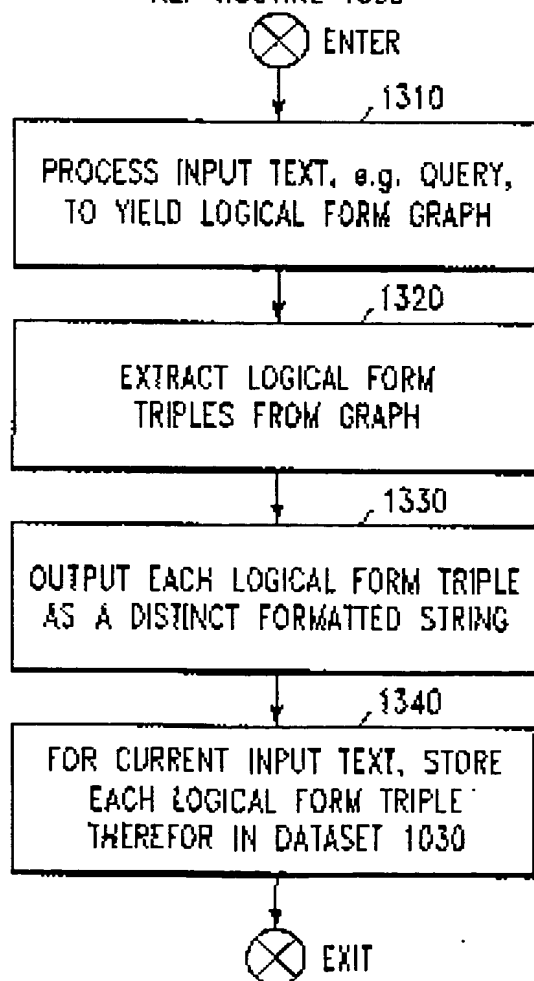 ENTER
1310
PROCESS INPUT TEXT, e.g. QUERY,
TO YIELD LOGICAL FORM GRAPH
1320
EXTRACT LOGICAL FORM
TRIPLES FROM GRAPH
1330
OUTPUT EACH LOGICAL FORM TRIPLE
AS A DISTINCT FORMATTED STRING
1340
FOR CURRENT INPUT TEXT, STORE
EACH LOGICAL FORM TRIPLE
THEREFOR IN DATASET 1030
EXIT